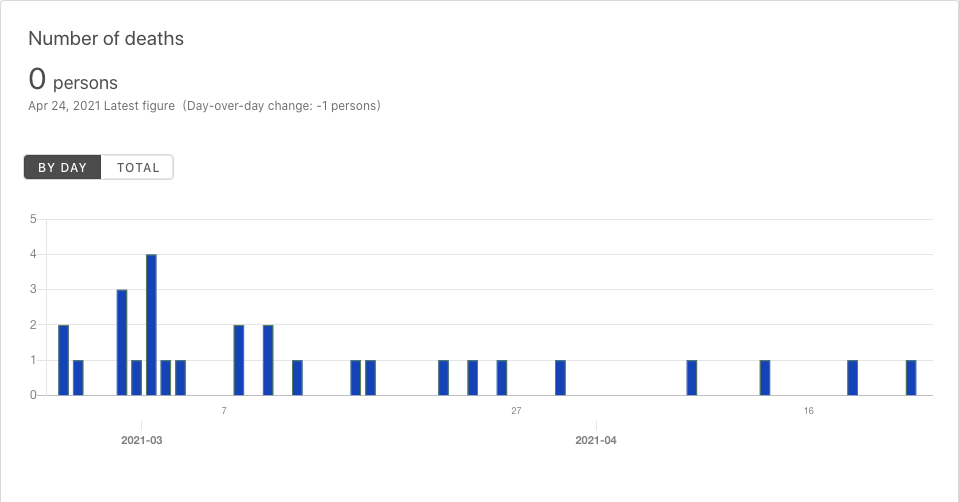 Number of deaths
0 persons
Apr 24, 2021 Latest figure (Day-over-day change: -1 persons)
BY DAY TOTAL
5
4
3
2
1
0
7 27 16
2021-03 2021-04